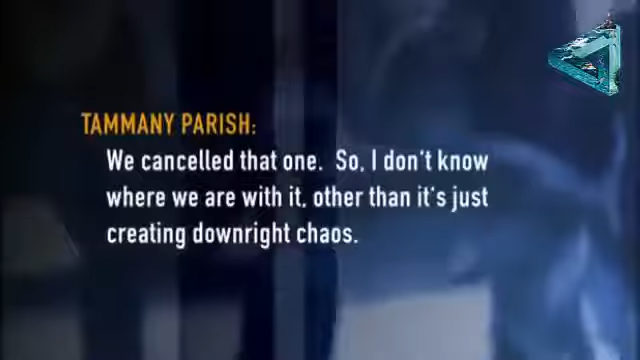 TAMMANY PARISH:
We cancelled that one. So, I don't know
where we are with it, other than it's just
creating downright chaos.